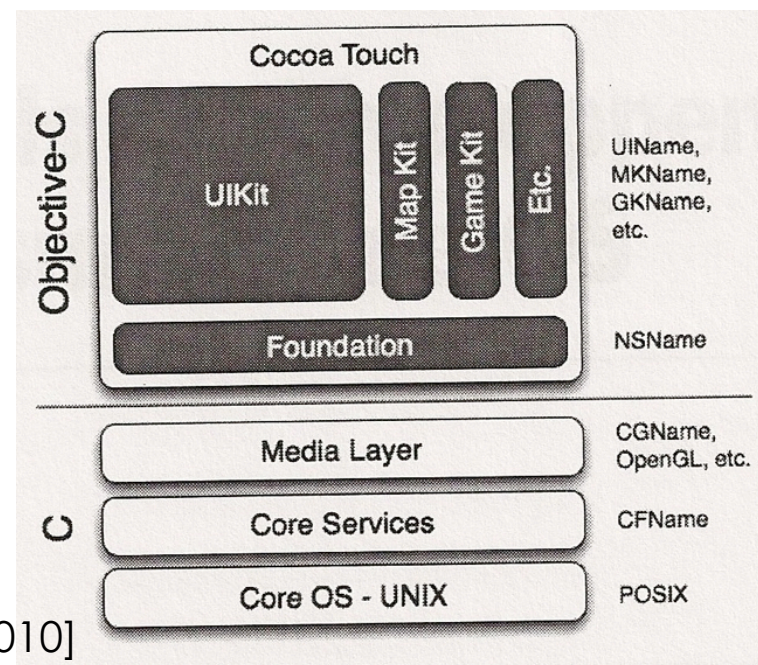 Cocoa Touch
Objective-C
UIKit
Map Kit
Game Kit
Etc.
UIName,
MKName,
GKName,
etc.
Foundation
NSName
C
Media Layer
CGName,
OpenGL, etc.
Core Services
CFName
Core OS - UNIX
POSIX
010]